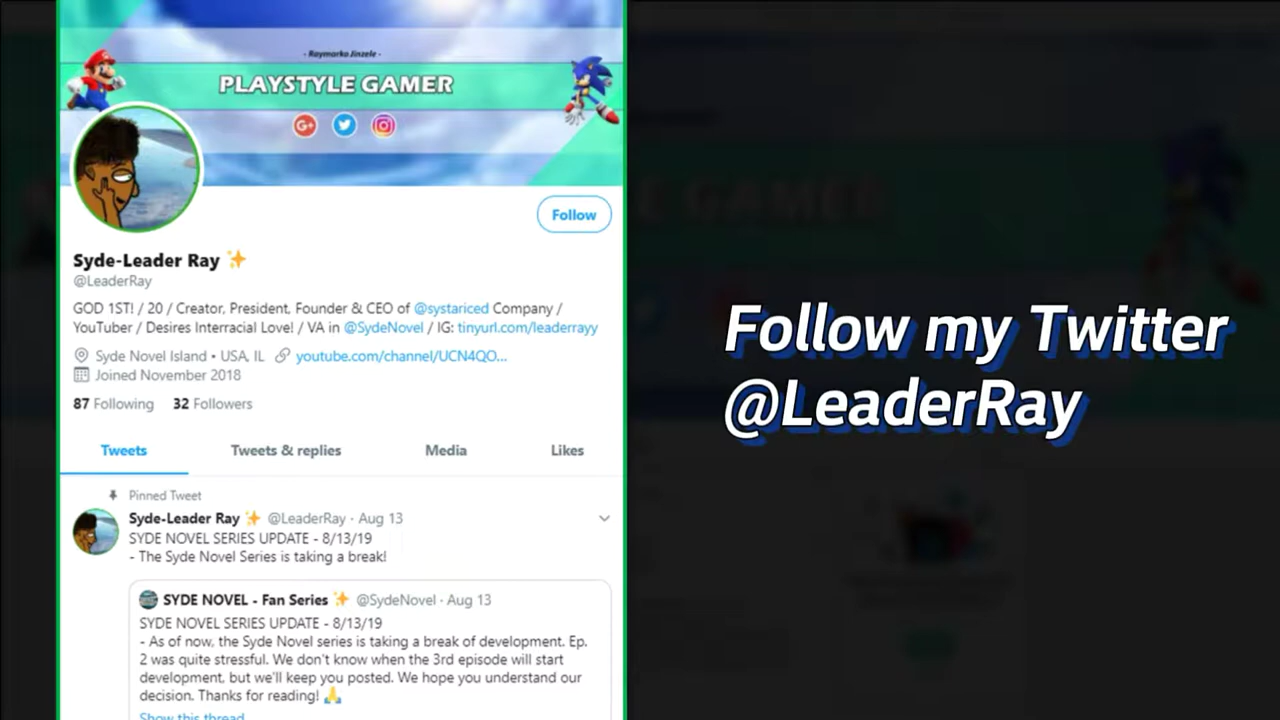 - Raymarko Jinzele -
PLAYSTYLE GAMER
G+
Follow
Syde-Leader Ray ✨
@LeaderRay
GOD 1ST! / 20 / Creator, President, Founder & CEO of @systariced Company /
YouTuber / Desires Interracial Love! / VA in @SydeNovel / IG: tinyurl.com/leaderrayy
Syde Novel Island • USA, IL youtube.com/channel/UCN4QO...
Joined November 2018
87 Following 32 Followers
Tweets Tweets & replies Media Likes
Pinned Tweet
Syde-Leader Ray ✨ @LeaderRay · Aug 13
SYDE NOVEL SERIES UPDATE - 8/13/19
- The Syde Novel Series is taking a break!
SYDE NOVEL - Fan Series ✨ @SydeNovel · Aug 13
SYDE NOVEL SERIES UPDATE - 8/13/19
- As of now, the Syde Novel series is taking a break of development. Ep.
2 was quite stressful. We don't know when the 3rd episode will start
development, but we'll keep you posted. We hope you understand our
decision. Thanks for reading! 🙏
Show this thread
Follow my Twitter
@LeaderRay